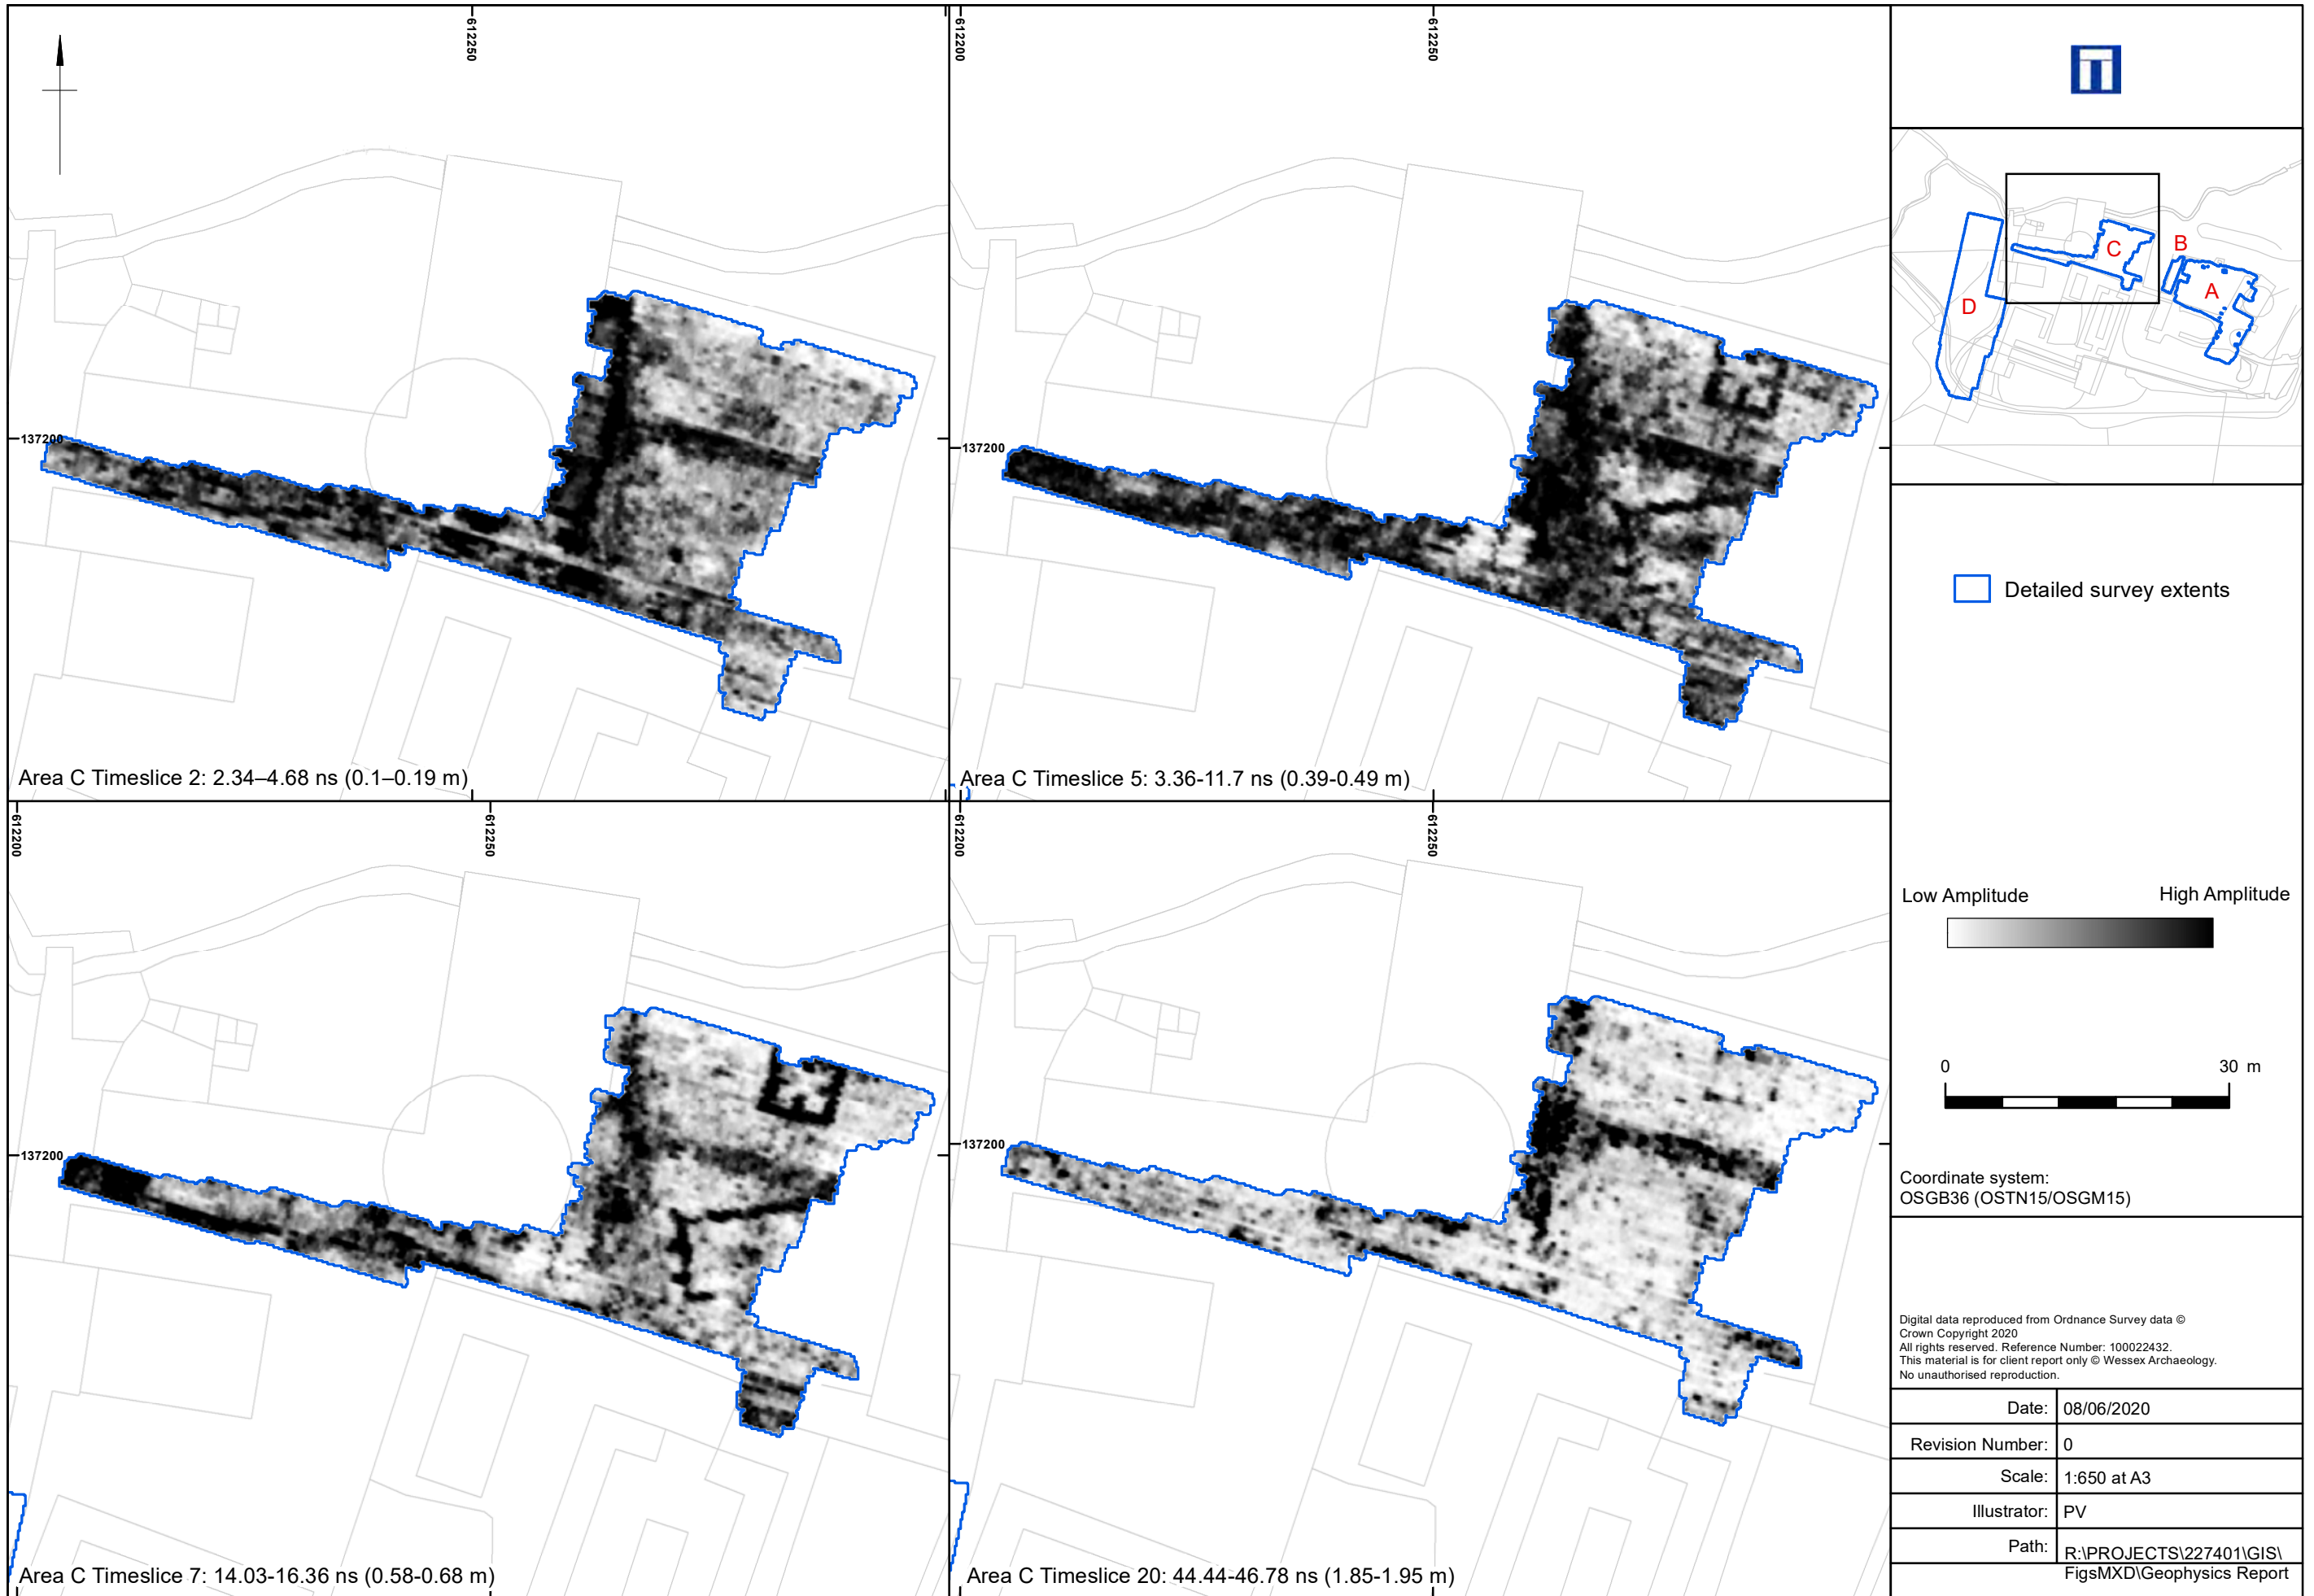 612250
137200
Area C Timeslice 2: 2.34–4.68 ns (0.1–0.19 m)
612200
612250
137200
Area C Timeslice 5: 3.36-11.7 ns (0.39-0.49 m)
612200
612250
137200
Area C Timeslice 7: 14.03-16.36 ns (0.58-0.68 m)
612200
612250
137200
Area C Timeslice 20: 44.44-46.78 ns (1.85-1.95 m)
C
B
A
D
Detailed survey extents
Low Amplitude High Amplitude
0 30 m
Coordinate system:
OSGB36 (OSTN15/OSGM15)
Digital data reproduced from Ordnance Survey data ©
Crown Copyright 2020
All rights reserved. Reference Number: 100022432.
This material is for client report only © Wessex Archaeology.
No unauthorised reproduction.
Date: 08/06/2020
Revision Number: 0
Scale: 1:650 at A3
Illustrator: PV
Path: R:\PROJECTS\227401\GIS\
FigsMXD\Geophysics Report